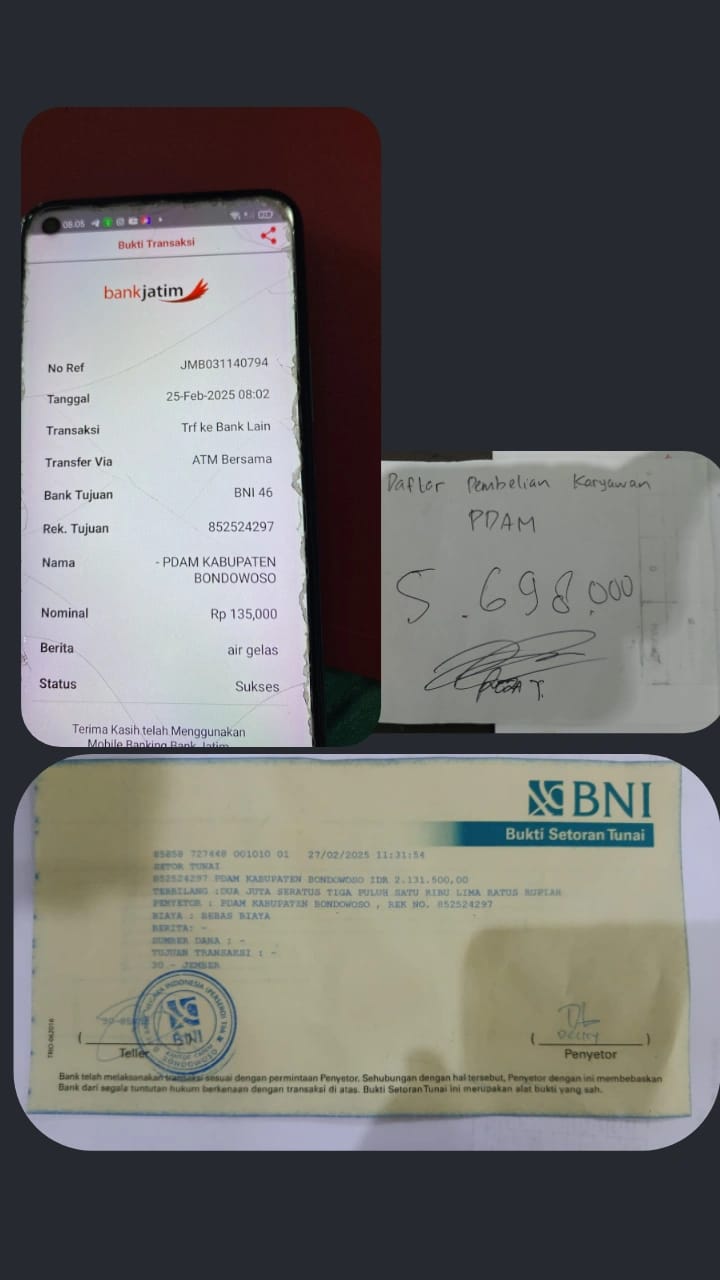 08.05
Bukti Transaksi
bankjatim
No Ref JMB031140794
Tanggal 25-Feb-2025 08:02
Transaksi Trf ke Bank Lain
Transfer Via ATM Bersama
Bank Tujuan BNI 46
Rek. Tujuan 852524297
Nama - PDAM KABUPATEN
BONDOWOSO
Nominal Rp 135,000
Berita air gelas
Status Sukses
Terima Kasih telah Menggunakan
Mobile Banking Bank Jatim
Daftar Pembelian Karyawan
PDAM
5.698.000
BNI
Bukti Setoran Tunai
85858 727448 001010 01 27/02/2025 11:31:54
SETOR TUNAI
852524297 PDAM KABUPATEN BONDOWOSO IDR 2.131.500,00
TERBILANG :DUA JUTA SERATUS TIGA PULUH SATU RIBU LIMA RATUS RUPIAH
PENYETOR : PDAM KABUPATEN BONDOWOSO , REK NO. 852524297
BIAYA : BEBAS BIAYA
BERITA: -
SUMBER DANA : -
TUJUAN TRANSAKSI : -
30 - JEMBER
BNI
BONDOWOSO
( )
Teller
( )
Penyetor
Bank telah melaksanakan transaksi sesuai dengan permintaan Penyetor. Sehubungan dengan hal tersebut, Penyetor dengan ini membebaskan
Bank dari segala tuntutan hukum berkenaan dengan transaksi di atas. Bukti Setoran Tunai ini merupakan alat bukti yang sah.